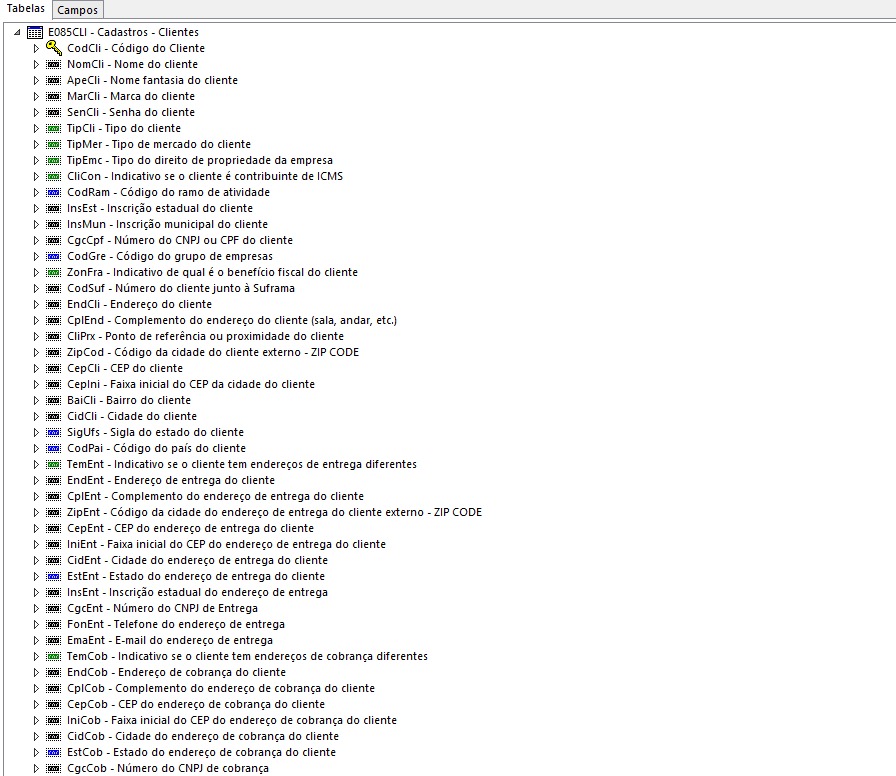 Tabelas Campos
E085CLI - Cadastros - Clientes
CodCli - Código do Cliente
NomCli - Nome do cliente
ApeCli - Nome fantasia do cliente
MarCli - Marca do cliente
SenCli - Senha do cliente
TipCli - Tipo do cliente
TipMer - Tipo de mercado do cliente
TipEmc - Tipo do direito de propriedade da empresa
CliCon - Indicativo se o cliente é contribuinte de ICMS
CodRam - Código do ramo de atividade
InsEst - Inscrição estadual do cliente
InsMun - Inscrição municipal do cliente
CgcCpf - Número do CNPJ ou CPF do cliente
CodGre - Código do grupo de empresas
ZonFra - Indicativo de qual é o benefício fiscal do cliente
CodSuf - Número do cliente junto à Suframa
EndCli - Endereço do cliente
CplEnd - Complemento do endereço do cliente (sala, andar, etc.)
CliPrx - Ponto de referência ou proximidade do cliente
ZipCod - Código da cidade do cliente externo - ZIP CODE
CepCli - CEP do cliente
CepIni - Faixa inicial do CEP da cidade do cliente
BaiCli - Bairro do cliente
CidCli - Cidade do cliente
SigUfs - Sigla do estado do cliente
CodPai - Código do país do cliente
TemEnt - Indicativo se o cliente tem endereços de entrega diferentes
EndEnt - Endereço de entrega do cliente
CplEnt - Complemento do endereço de entrega do cliente
ZipEnt - Código da cidade do endereço de entrega do cliente externo - ZIP CODE
CepEnt - CEP do endereço de entrega do cliente
IniEnt - Faixa inicial do CEP do endereço de entrega do cliente
CidEnt - Cidade do endereço de entrega do cliente
EstEnt - Estado do endereço de entrega do cliente
InsEnt - Inscrição estadual do endereço de entrega
CgcEnt - Número do CNPJ de Entrega
FonEnt - Telefone do endereço de entrega
EmaEnt - E-mail do endereço de entrega
TemCob - Indicativo se o cliente tem endereços de cobrança diferentes
EndCob - Endereço de cobrança do cliente
CplCob - Complemento do endereço de cobrança do cliente
CepCob - CEP do endereço de cobrança do cliente
IniCob - Faixa inicial do CEP do endereço de cobrança do cliente
CidCob - Cidade do endereço de cobrança do cliente
EstCob - Estado do endereço de cobrança do cliente
CgcCob - Número do CNPJ de cobrança